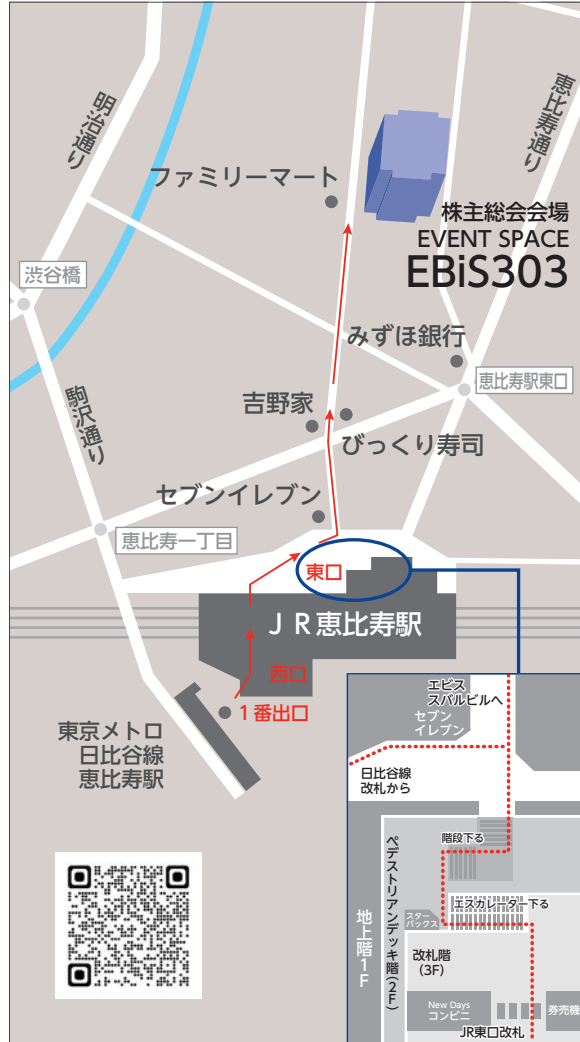 明治通り
恵比寿通り
ファミリーマート
株主総会会場
EVENT SPACE
EBiS303
渋谷橋
みずほ銀行
恵比寿駅東口
駒沢通り
吉野家
びっくり寿司
セブンイレブン
恵比寿一丁目
東口
JR恵比寿駅
西口
1番出口
東京メトロ
日比谷線
恵比寿駅
エビス
スバルビルへ
セブン
イレブン
日比谷線
改札から
階段下る
ペデストリアンデッキ階(2F)
地上階1F
スター
バックス
エスカレーター下る
改札階
(3F)
New Days
コンビニ
券売機
JR東口改札